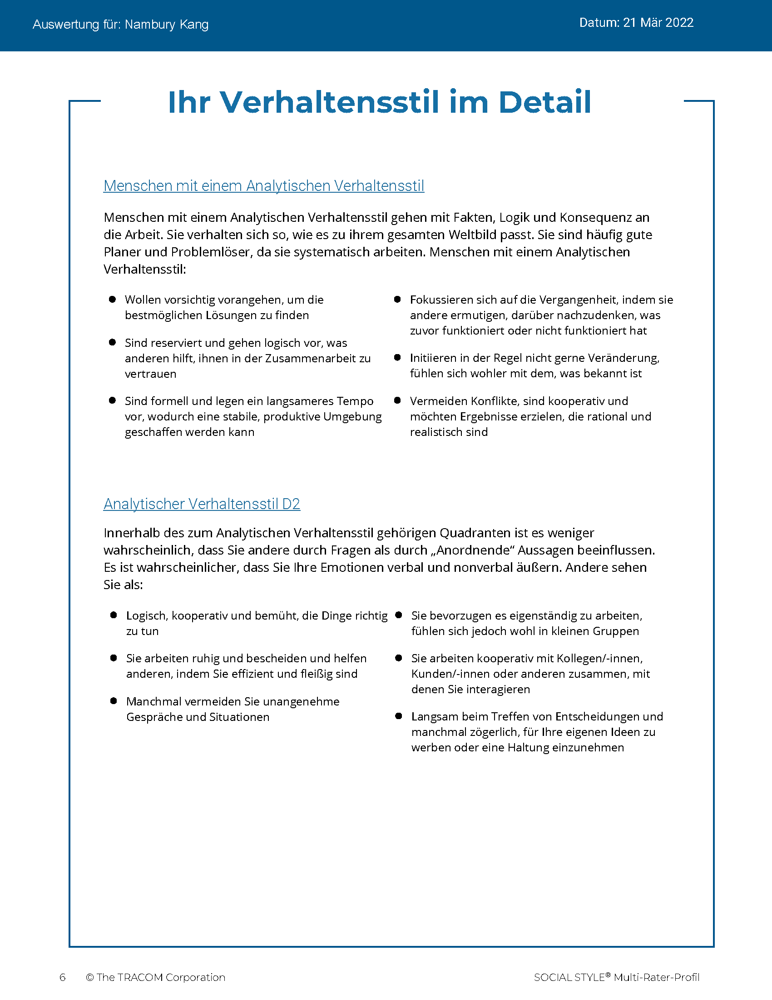 Auswertung für: Nambury Kang
Datum: 21 Mär 2022
Ihr Verhaltensstil im Detail
Menschen mit einem Analytischen Verhaltensstil
Menschen mit einem Analytischen Verhaltensstil gehen mit Fakten, Logik und Konsequenz an
die Arbeit. Sie verhalten sich so, wie es zu ihrem gesamten Weltbild passt. Sie sind häufig gute
Planer und Problemlöser, da sie systematisch arbeiten. Menschen mit einem Analytischen
Verhaltensstil:
● Wollen vorsichtig vorangehen, um die
bestmöglichen Lösungen zu finden
● Sind reserviert und gehen logisch vor, was
anderen hilft, ihnen in der Zusammenarbeit zu
vertrauen
● Sind formell und legen ein langsameres Tempo
vor, wodurch eine stabile, produktive Umgebung
geschaffen werden kann
● Fokussieren sich auf die Vergangenheit, indem sie
andere ermutigen, darüber nachzudenken, was
zuvor funktioniert oder nicht funktioniert hat
● Initiieren in der Regel nicht gerne Veränderung,
fühlen sich wohler mit dem, was bekannt ist
● Vermeiden Konflikte, sind kooperativ und
möchten Ergebnisse erzielen, die rational und
realistisch sind
Analytischer Verhaltensstil D2
Innerhalb des zum Analytischen Verhaltensstil gehörigen Quadranten ist es weniger
wahrscheinlich, dass Sie andere durch Fragen als durch „Anordnende“ Aussagen beeinflussen.
Es ist wahrscheinlicher, dass Sie Ihre Emotionen verbal und nonverbal äußern. Andere sehen
Sie als:
● Logisch, kooperativ und bemüht, die Dinge richtig
zu tun
● Sie arbeiten ruhig und bescheiden und helfen
anderen, indem Sie effizient und fleißig sind
● Manchmal vermeiden Sie unangenehme
Gespräche und Situationen
● Sie bevorzugen es eigenständig zu arbeiten,
fühlen sich jedoch wohl in kleinen Gruppen
● Sie arbeiten kooperativ mit Kollegen/-innen,
Kunden/-innen oder anderen zusammen, mit
denen Sie interagieren
● Langsam beim Treffen von Entscheidungen und
manchmal zögerlich, für Ihre eigenen Ideen zu
werben oder eine Haltung einzunehmen
6 © The TRACOM Corporation
SOCIAL STYLE® Multi-Rater-Profil